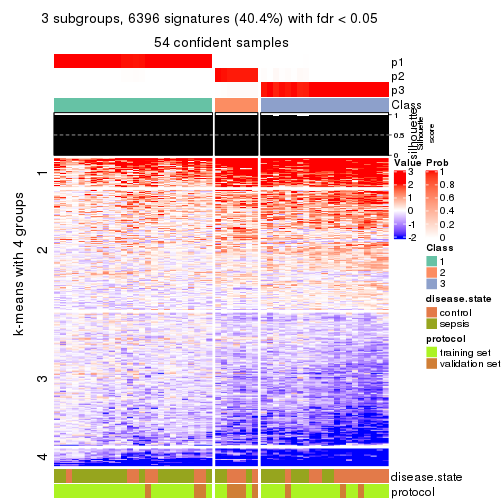 3 subgroups, 6396 signatures (40.4%) with fdr < 0.05
54 confident samples
p1
p2
p3
Class
1
0.5
0
silhouette
Silhouette
score
k-means with 4 groups
1
2
3
4
Value
3
2
1
0
-1
-2
Prob
1
0.8
0.6
0.4
0.2
0
Class
1
2
3
disease.state
control
sepsis
protocol
training set
validation set
disease.state
protocol